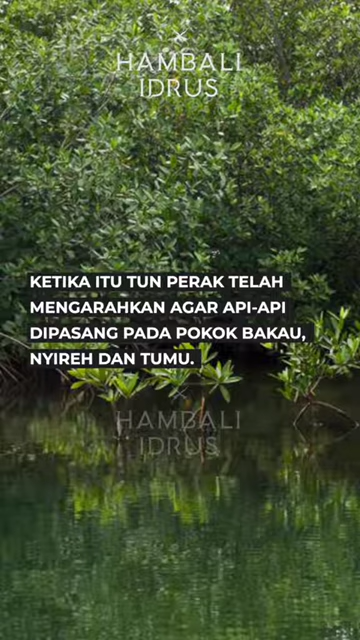 HAMBALI
IDRUS
KETIKA ITU TUN PERAK TELAH
MENGARAHKAN AGAR API-API
DIPASANG PADA POKOK BAKAU,
NYIREH DAN TUMU.
HAMBALI
IDRUS